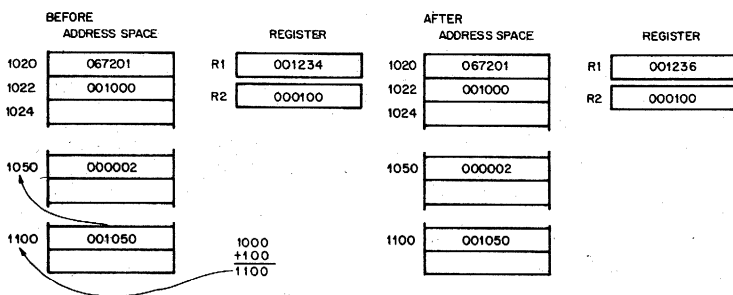 BEFORE
ADDRESS SPACE
REGISTER
1020 067201
R1 001234
1022 001000
R2 000100
1024
1050 000002
1100 001050
1000
+100
1100
AFTER
ADDRESS SPACE
REGISTER
1020 067201
R1 001236
1022 001000
R2 000100
1024
1050 000002
1100 001050